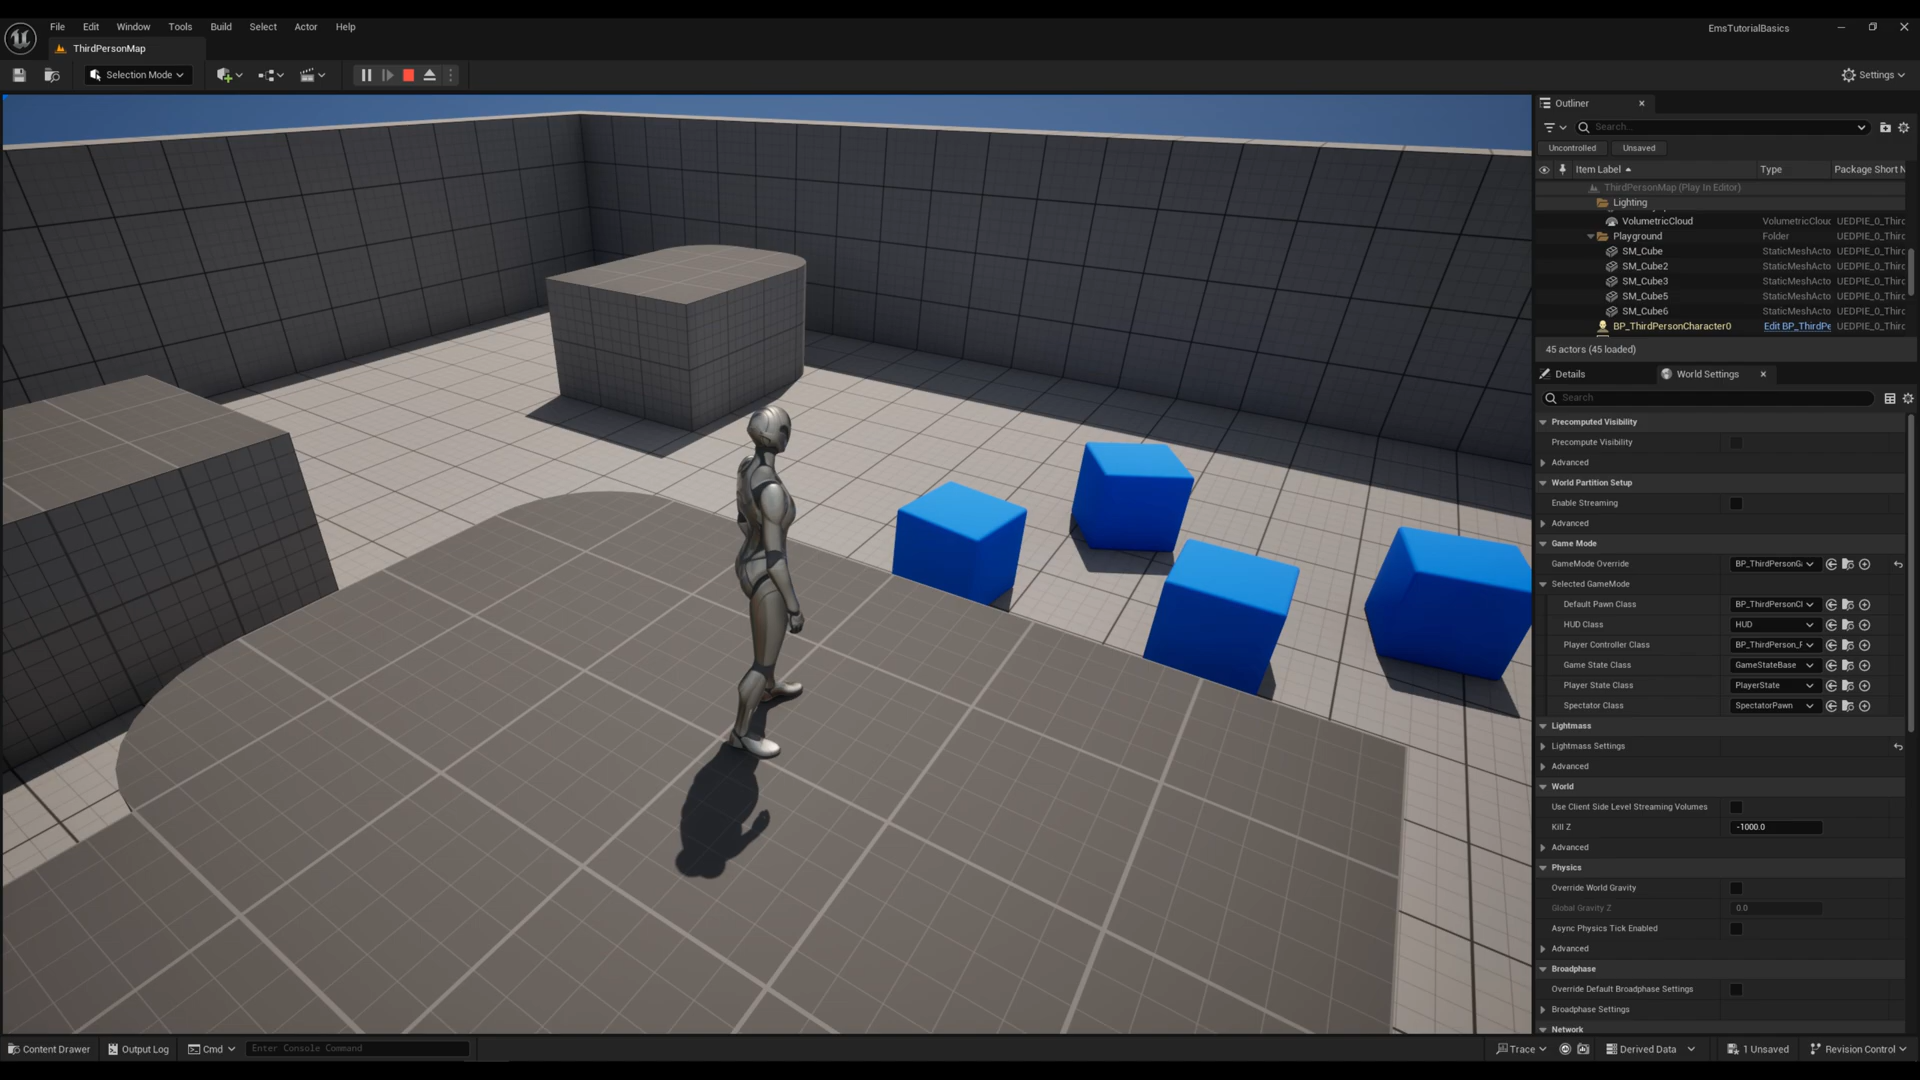 File Edit Window Tools Build Select Actor Help
EmsTutorialBasics
ThirdPersonMap
Selection Mode
Settings
Outliner
Search...
Uncontrolled Unsaved
Item Label Type Package Short N
ThirdPersonMap (Play In Editor)
Lighting
VolumetricCloud VolumetricClouc UEDPIE_0_Thirc
Playground Folder UEDPIE_0_Thirc
SM_Cube StaticMeshActo UEDPIE_0_Thirc
SM_Cube2 StaticMeshActo UEDPIE_0_Thirc
SM_Cube3 StaticMeshActo UEDPIE_0_Thirc
SM_Cube5 StaticMeshActo UEDPIE_0_Thirc
SM_Cube6 StaticMeshActo UEDPIE_0_Thirc
BP_ThirdPersonCharacter0 Edit BP_ThirdPe UEDPIE_0_Thirc
45 actors (45 loaded)
Details World Settings
Search
Precomputed Visibility
Precompute Visibility
Advanced
World Partition Setup
Enable Streaming
Advanced
Game Mode
GameMode Override BP_ThirdPersonG
Selected GameMode
Default Pawn Class BP_ThirdPersonCl
HUD Class HUD
Player Controller Class BP_ThirdPerson_F
Game State Class GameStateBase
Player State Class PlayerState
Spectator Class SpectatorPawn
Lightmass
Lightmass Settings
Advanced
World
Use Client Side Level Streaming Volumes
Kill Z -1000.0
Advanced
Physics
Override World Gravity
Global Gravity Z 0.0
Async Physics Tick Enabled
Advanced
Broadphase
Override Default Broadphase Settings
Broadphase Settings
Network
Content Drawer Output Log Cmd Enter Console Command Trace Derived Data 1 Unsaved Revision Control